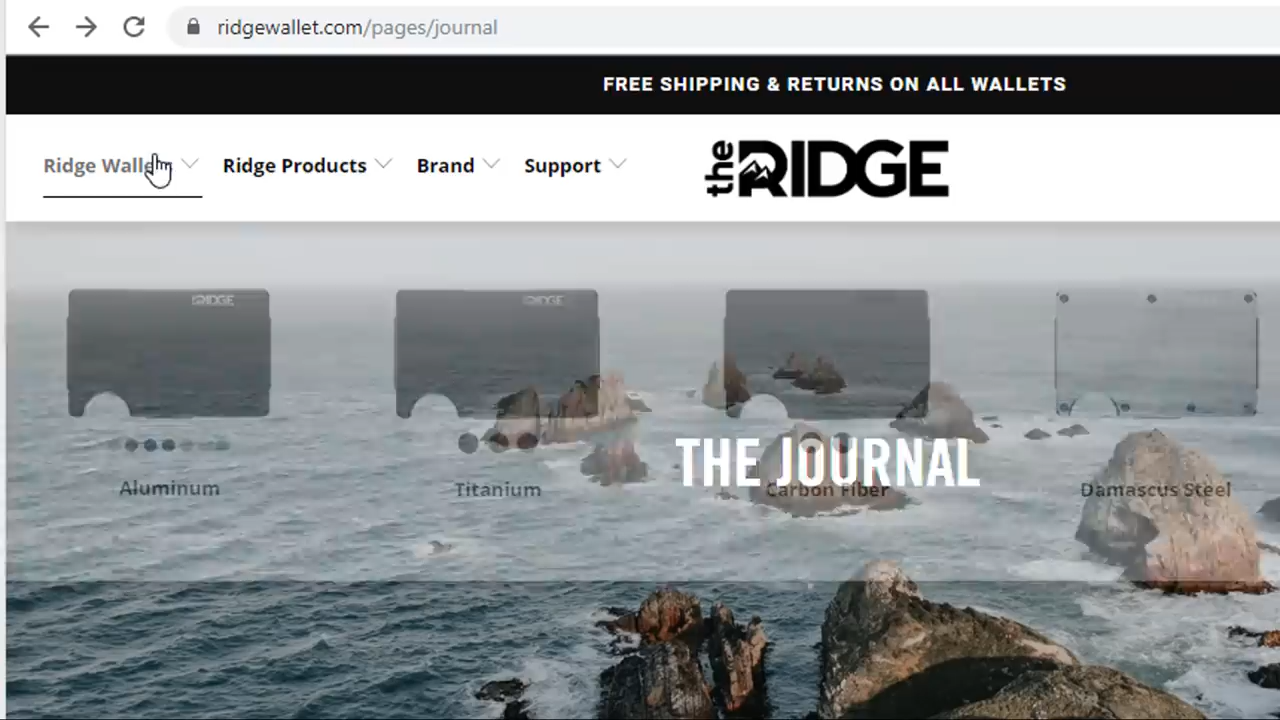 ridgewallet.com/pages/journal
FREE SHIPPING & RETURNS ON ALL WALLETS
Ridge Products
Brand
Support
the RIDGE
RIDGE
RIDGE
THE JOURNAL
Aluminum
Titanium
Carbon Fiber
Damascus Steel
Ridge